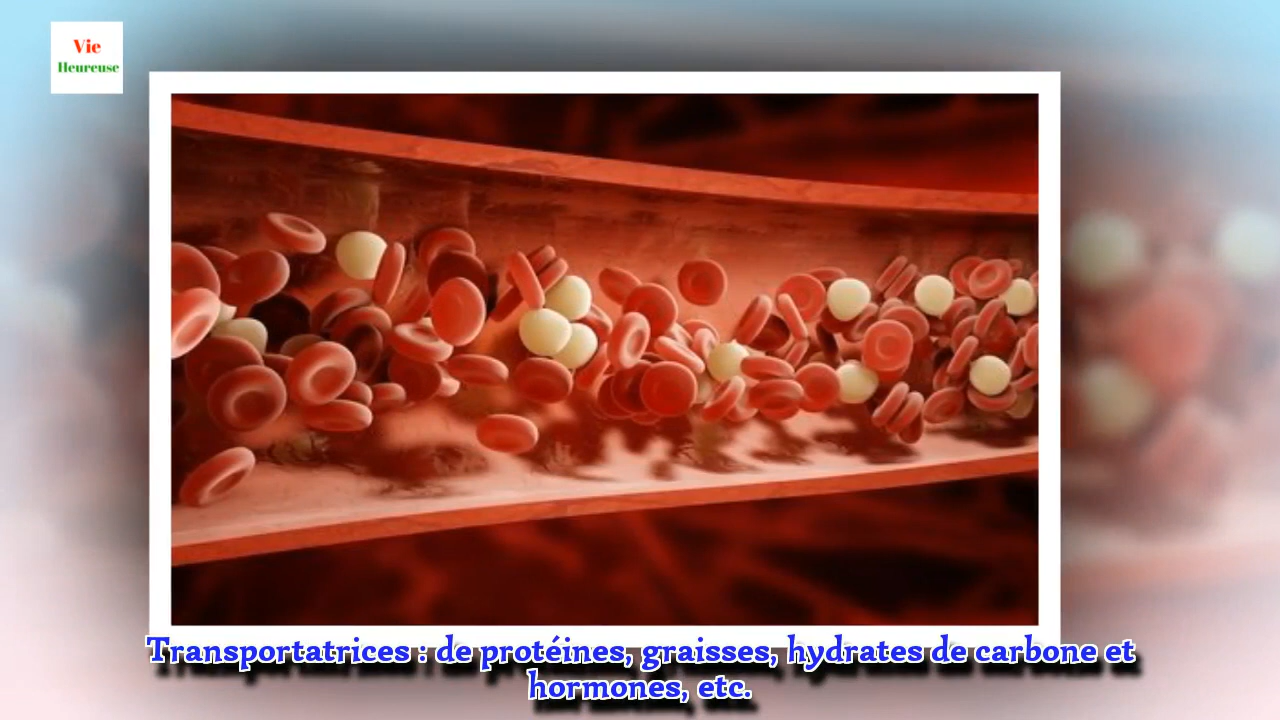 Vie
Heureuse
Transportatrices : de protéines, graisses, hydrates de carbone et
hormones, etc.